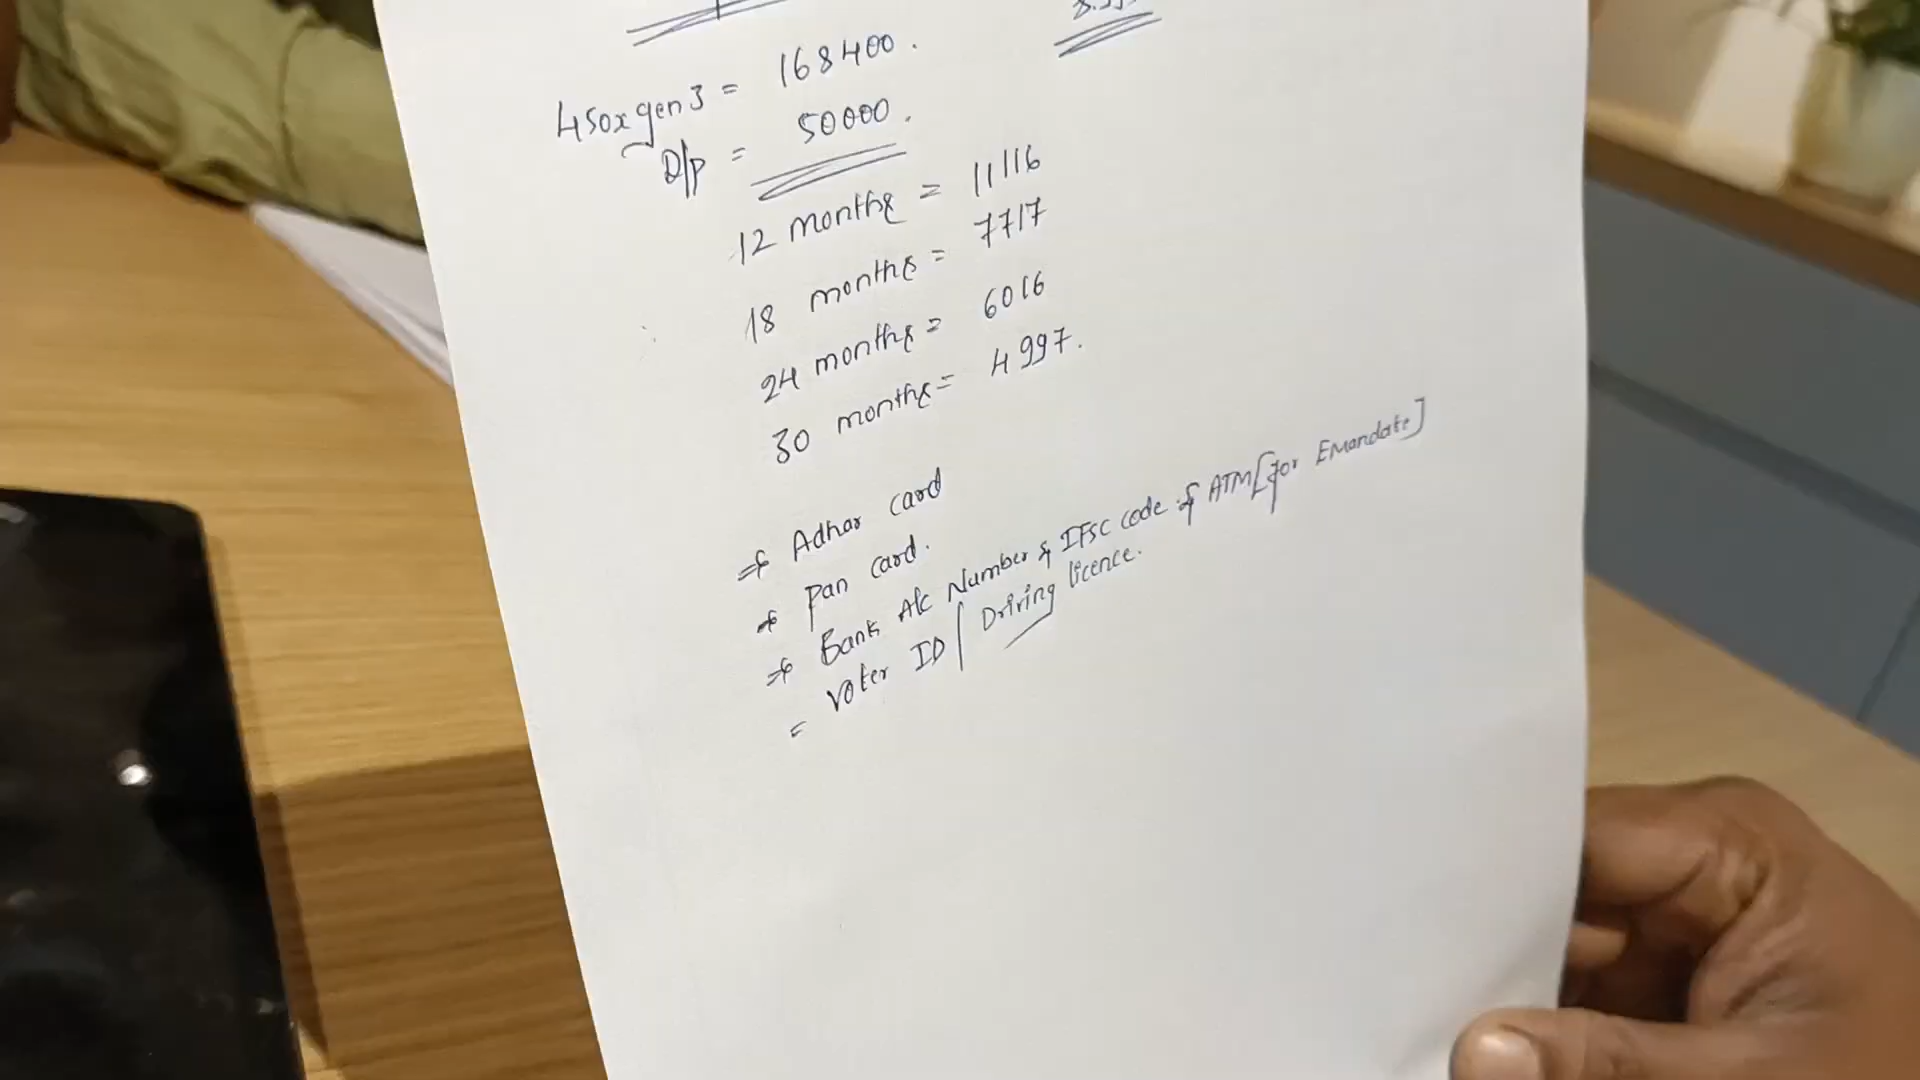 450x gen 3 = 168400.
D/p = 50000.
12 months = 11116
18 months = 7717
24 months = 6016
30 months = 4997.
Adhar card
Pan card.
Bank A/c Number & IFSC code & ATM [for Emandate]
= Voter ID / Driving licence.